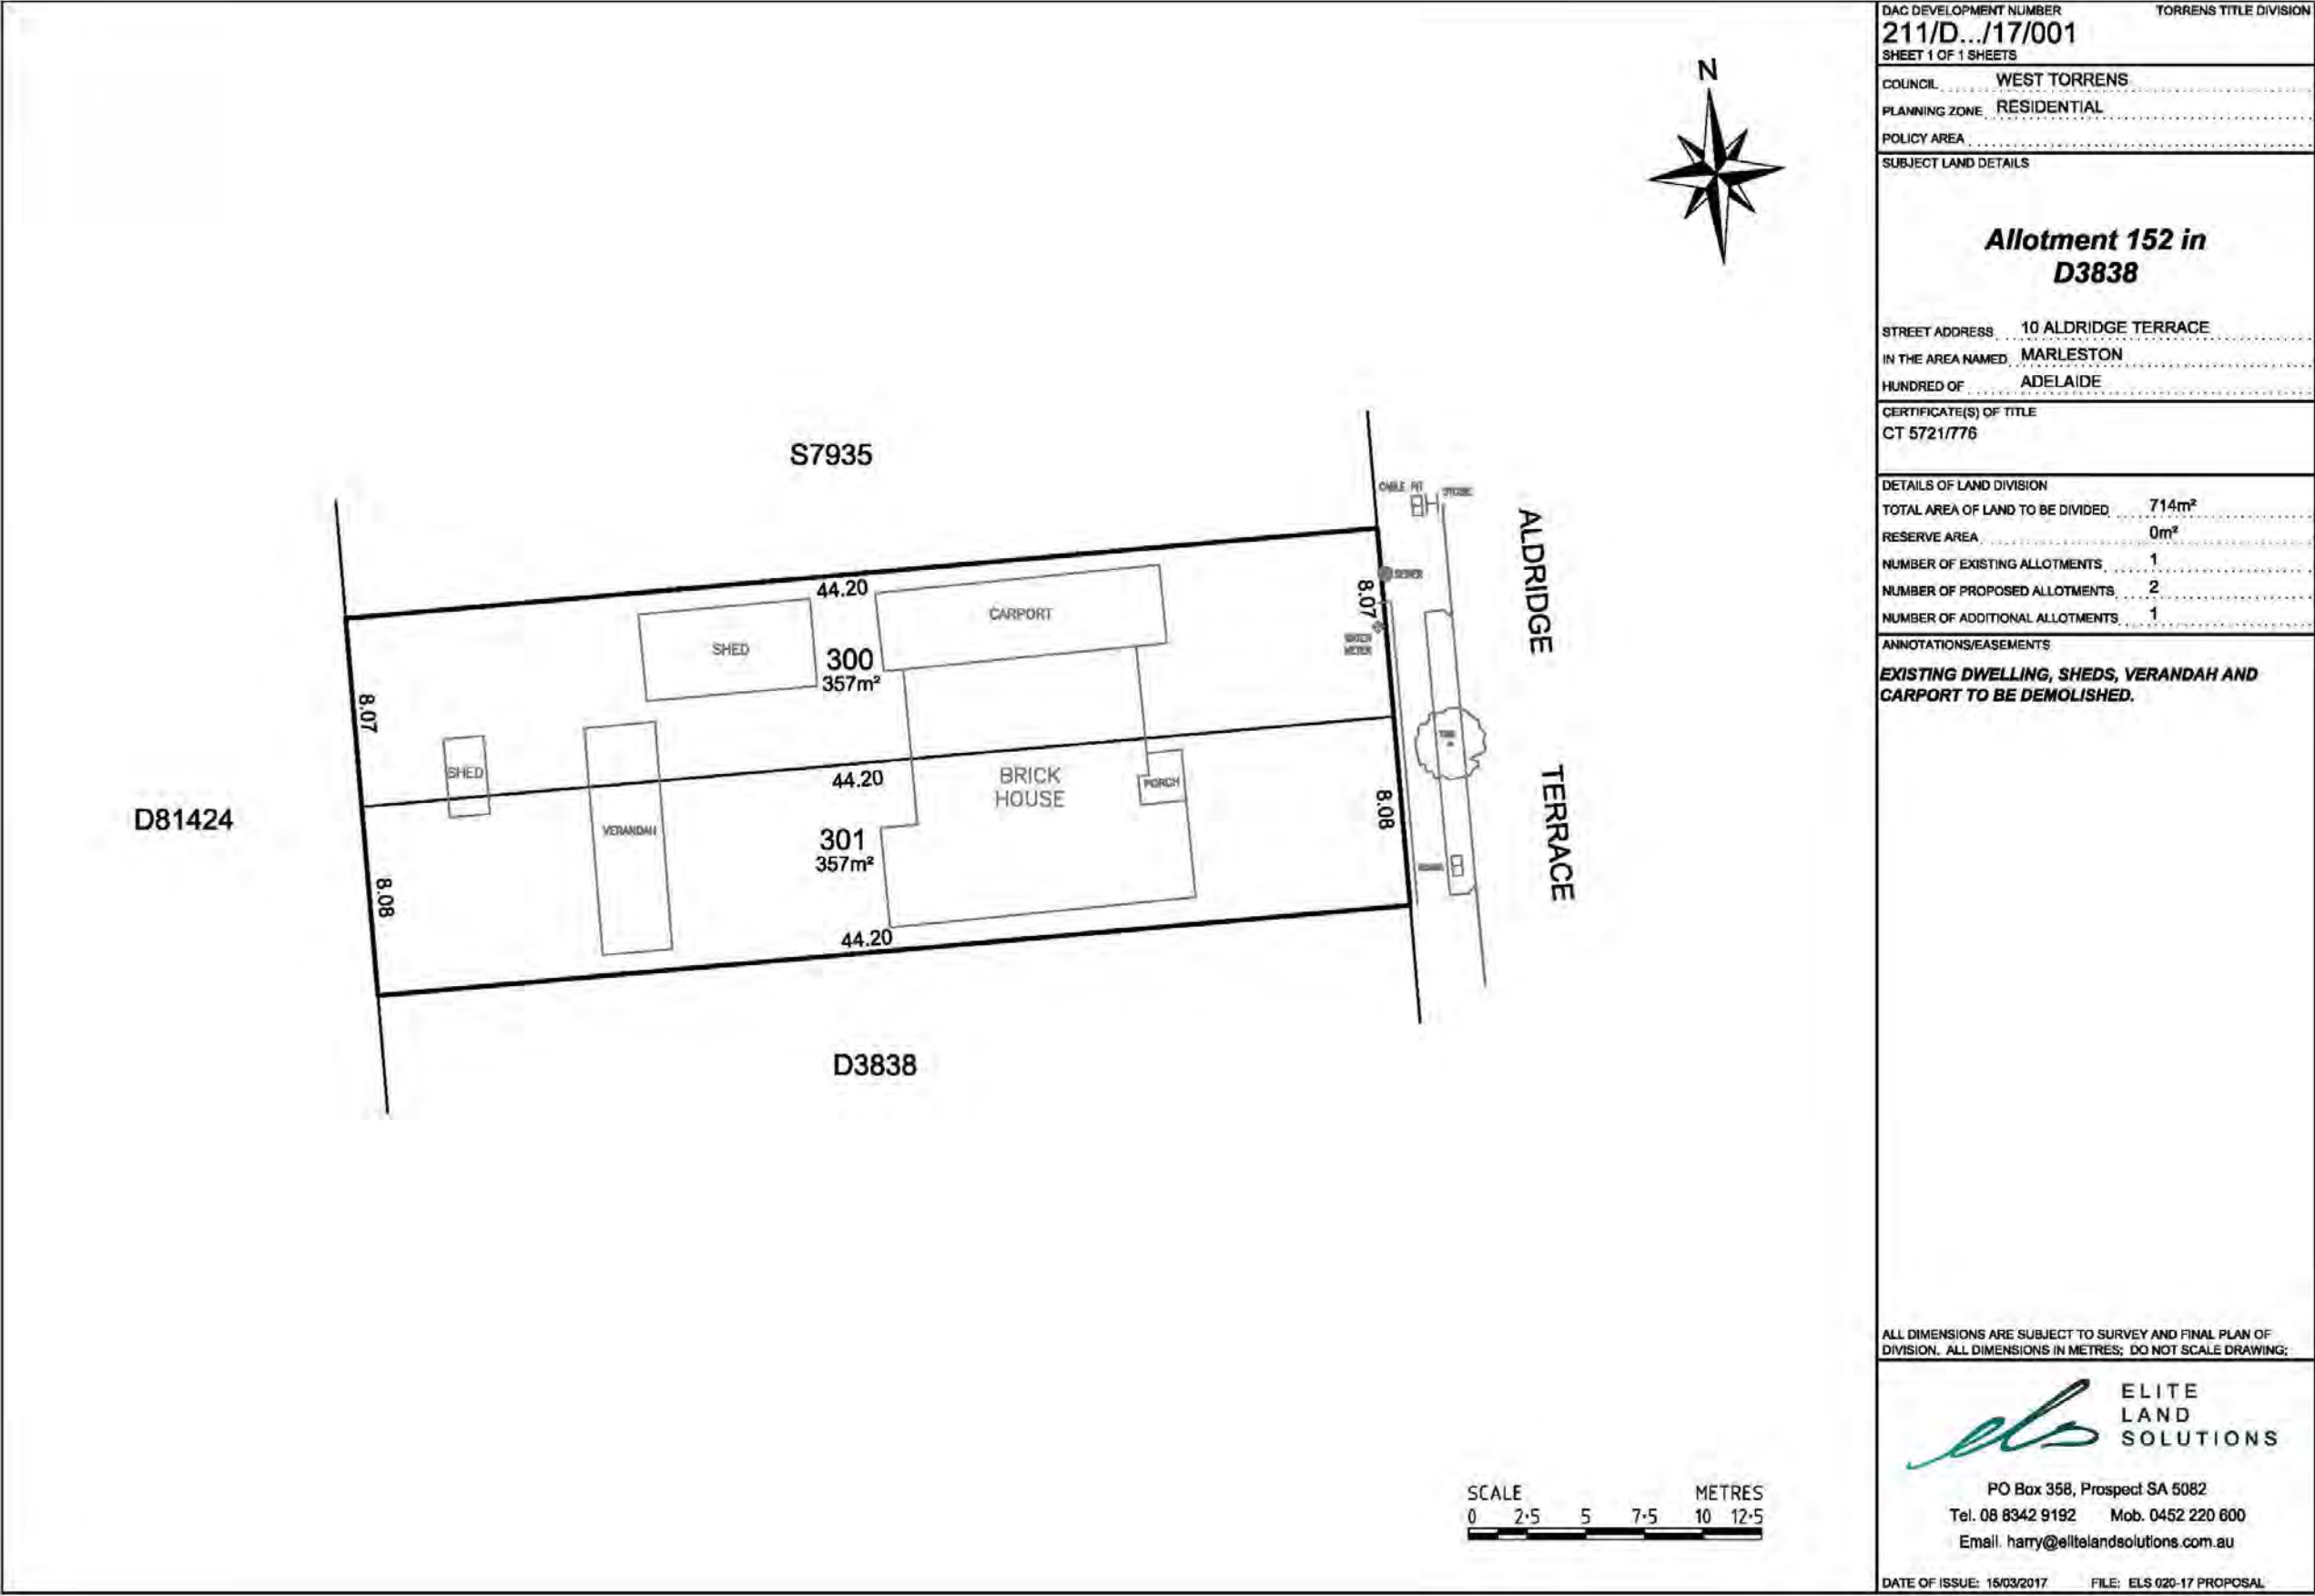 DAC DEVELOPMENT NUMBER TORRENS TITLE DIVISION
211/D.../17/001
SHEET 1 OF 1 SHEETS
COUNCIL WEST TORRENS
PLANNING ZONE RESIDENTIAL
POLICY AREA
SUBJECT LAND DETAILS
Allotment 152 in
D3838
STREET ADDRESS 10 ALDRIDGE TERRACE
IN THE AREA NAMED MARLESTON
HUNDRED OF ADELAIDE
CERTIFICATE(S) OF TITLE
CT 5721/776
DETAILS OF LAND DIVISION
TOTAL AREA OF LAND TO BE DIVIDED 714m²
RESERVE AREA 0m²
NUMBER OF EXISTING ALLOTMENTS 1
NUMBER OF PROPOSED ALLOTMENTS 2
NUMBER OF ADDITIONAL ALLOTMENTS 1
ANNOTATIONS/EASEMENTS
EXISTING DWELLING, SHEDS, VERANDAH AND
CARPORT TO BE DEMOLISHED.
ALL DIMENSIONS ARE SUBJECT TO SURVEY AND FINAL PLAN OF
DIVISION. ALL DIMENSIONS IN METRES; DO NOT SCALE DRAWING;
els
ELITE
LAND
SOLUTIONS
PO Box 358, Prospect SA 5082
Tel. 08 8342 9192 Mob. 0452 220 600
Email. harry@elitelandsolutions.com.au
DATE OF ISSUE: 15/03/2017 FILE: ELS 020-17 PROPOSAL
N
S7935
CABLE PIT
ALDRIDGE
TERRACE
SEWER
44.20
CARPORT
8.07
WATER
METER
SHED
300
357m²
8.07
SHED
44.20
BRICK
HOUSE
PORCH
8.08
D81424
VERANDAH
301
357m²
8.08
44.20
D3838
SCALE METRES
0 2·5 5 7·5 10 12·5